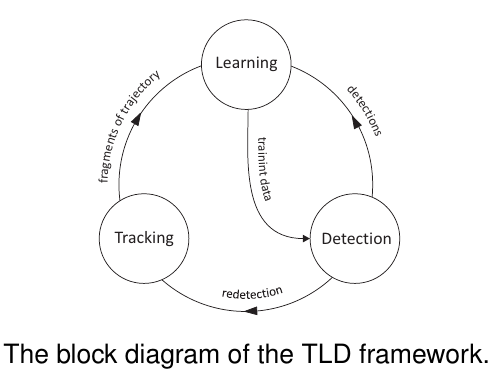 Learning
fragments of trajectory
detections
trainint data
Tracking
Detection
redetection
The block diagram of the TLD framework.